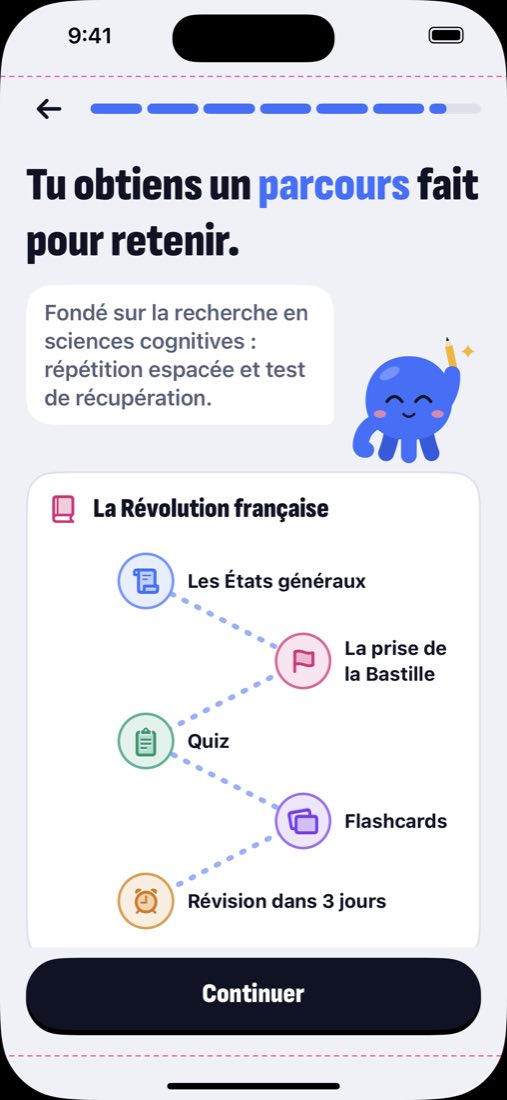 9:41
Tu obtiens un parcours fait
pour retenir.
Fondé sur la recherche en
sciences cognitives :
répétition espacée et test
de récupération.
La Révolution française
Les États généraux
La prise de
la Bastille
Quiz
Flashcards
Révision dans 3 jours
Continuer